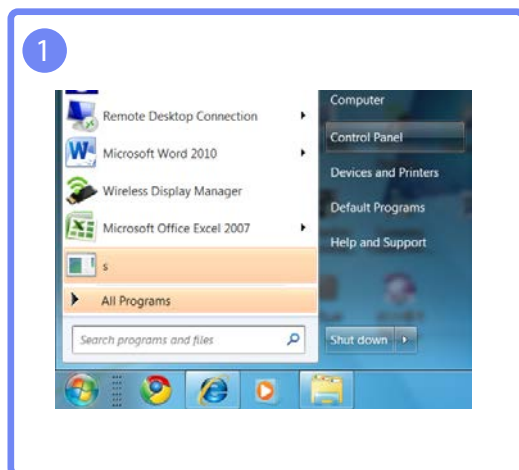 1
Remote Desktop Connection
Microsoft Word 2010
Wireless Display Manager
Microsoft Office Excel 2007
s
All Programs
Search programs and files
Computer
Control Panel
Devices and Printers
Default Programs
Help and Support
Shut down